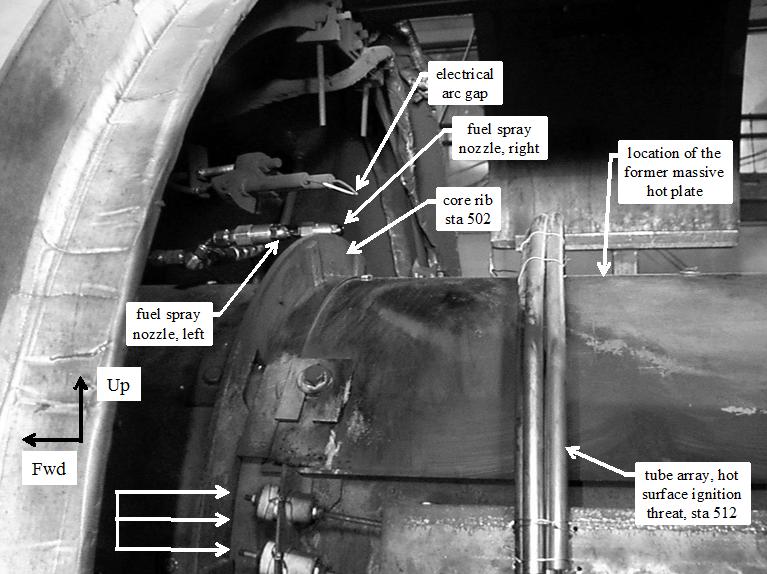 electrical
arc gap
fuel spray
nozzle, right
location of the
former massive
hot plate
core rib
sta 502
fuel spray
nozzle, left
Up
Fwd
tube array, hot
surface ignition
threat, sta 512